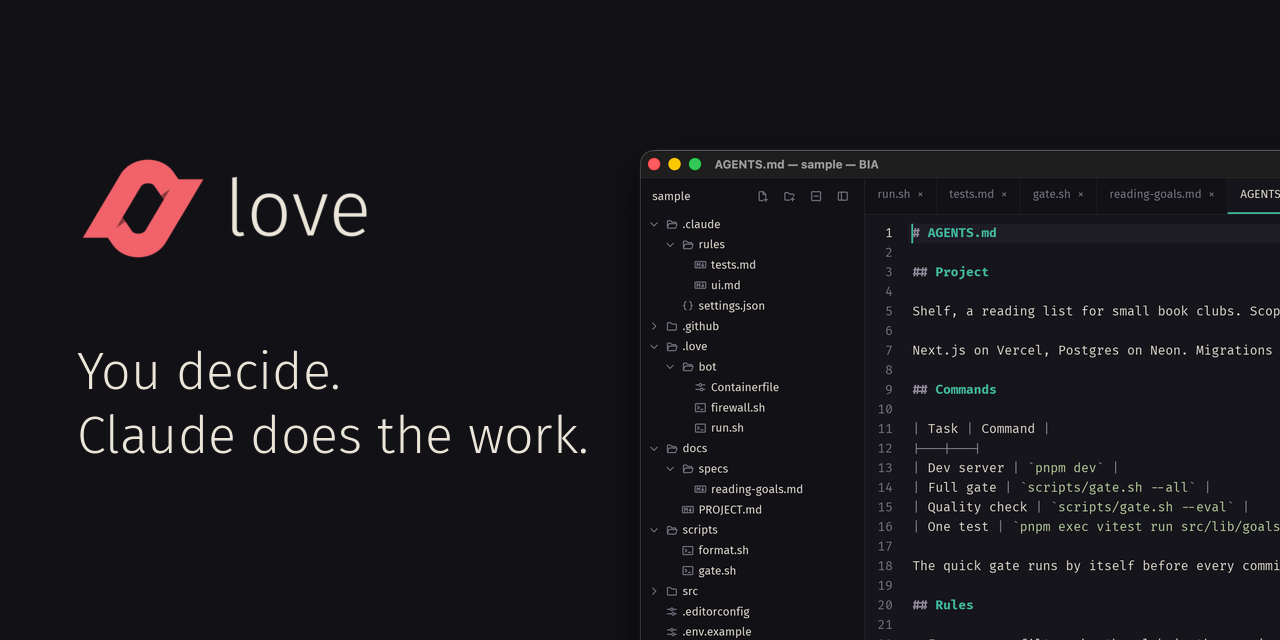 love
You decide.
Claude does the work.
AGENTS.md — sample — BIA
sample
.claude
rules
tests.md
ui.md
settings.json
.github
.love
bot
Containerfile
firewall.sh
run.sh
docs
specs
reading-goals.md
PROJECT.md
scripts
format.sh
gate.sh
src
.editorconfig
.env.example
run.sh ×
tests.md ×
gate.sh ×
reading-goals.md ×
AGENTS
1 # AGENTS.md
2
3 ## Project
4
5 Shelf, a reading list for small book clubs. Scop
6
7 Next.js on Vercel, Postgres on Neon. Migrations
8
9 ## Commands
10
11 | Task | Command |
12 |---|---|
13 | Dev server | `pnpm dev` |
14 | Full gate | `scripts/gate.sh --all` |
15 | Quality check | `scripts/gate.sh --eval` |
16 | One test | `pnpm exec vitest run src/lib/goals
17
18 The quick gate runs by itself before every commi
19
20 ## Rules
21